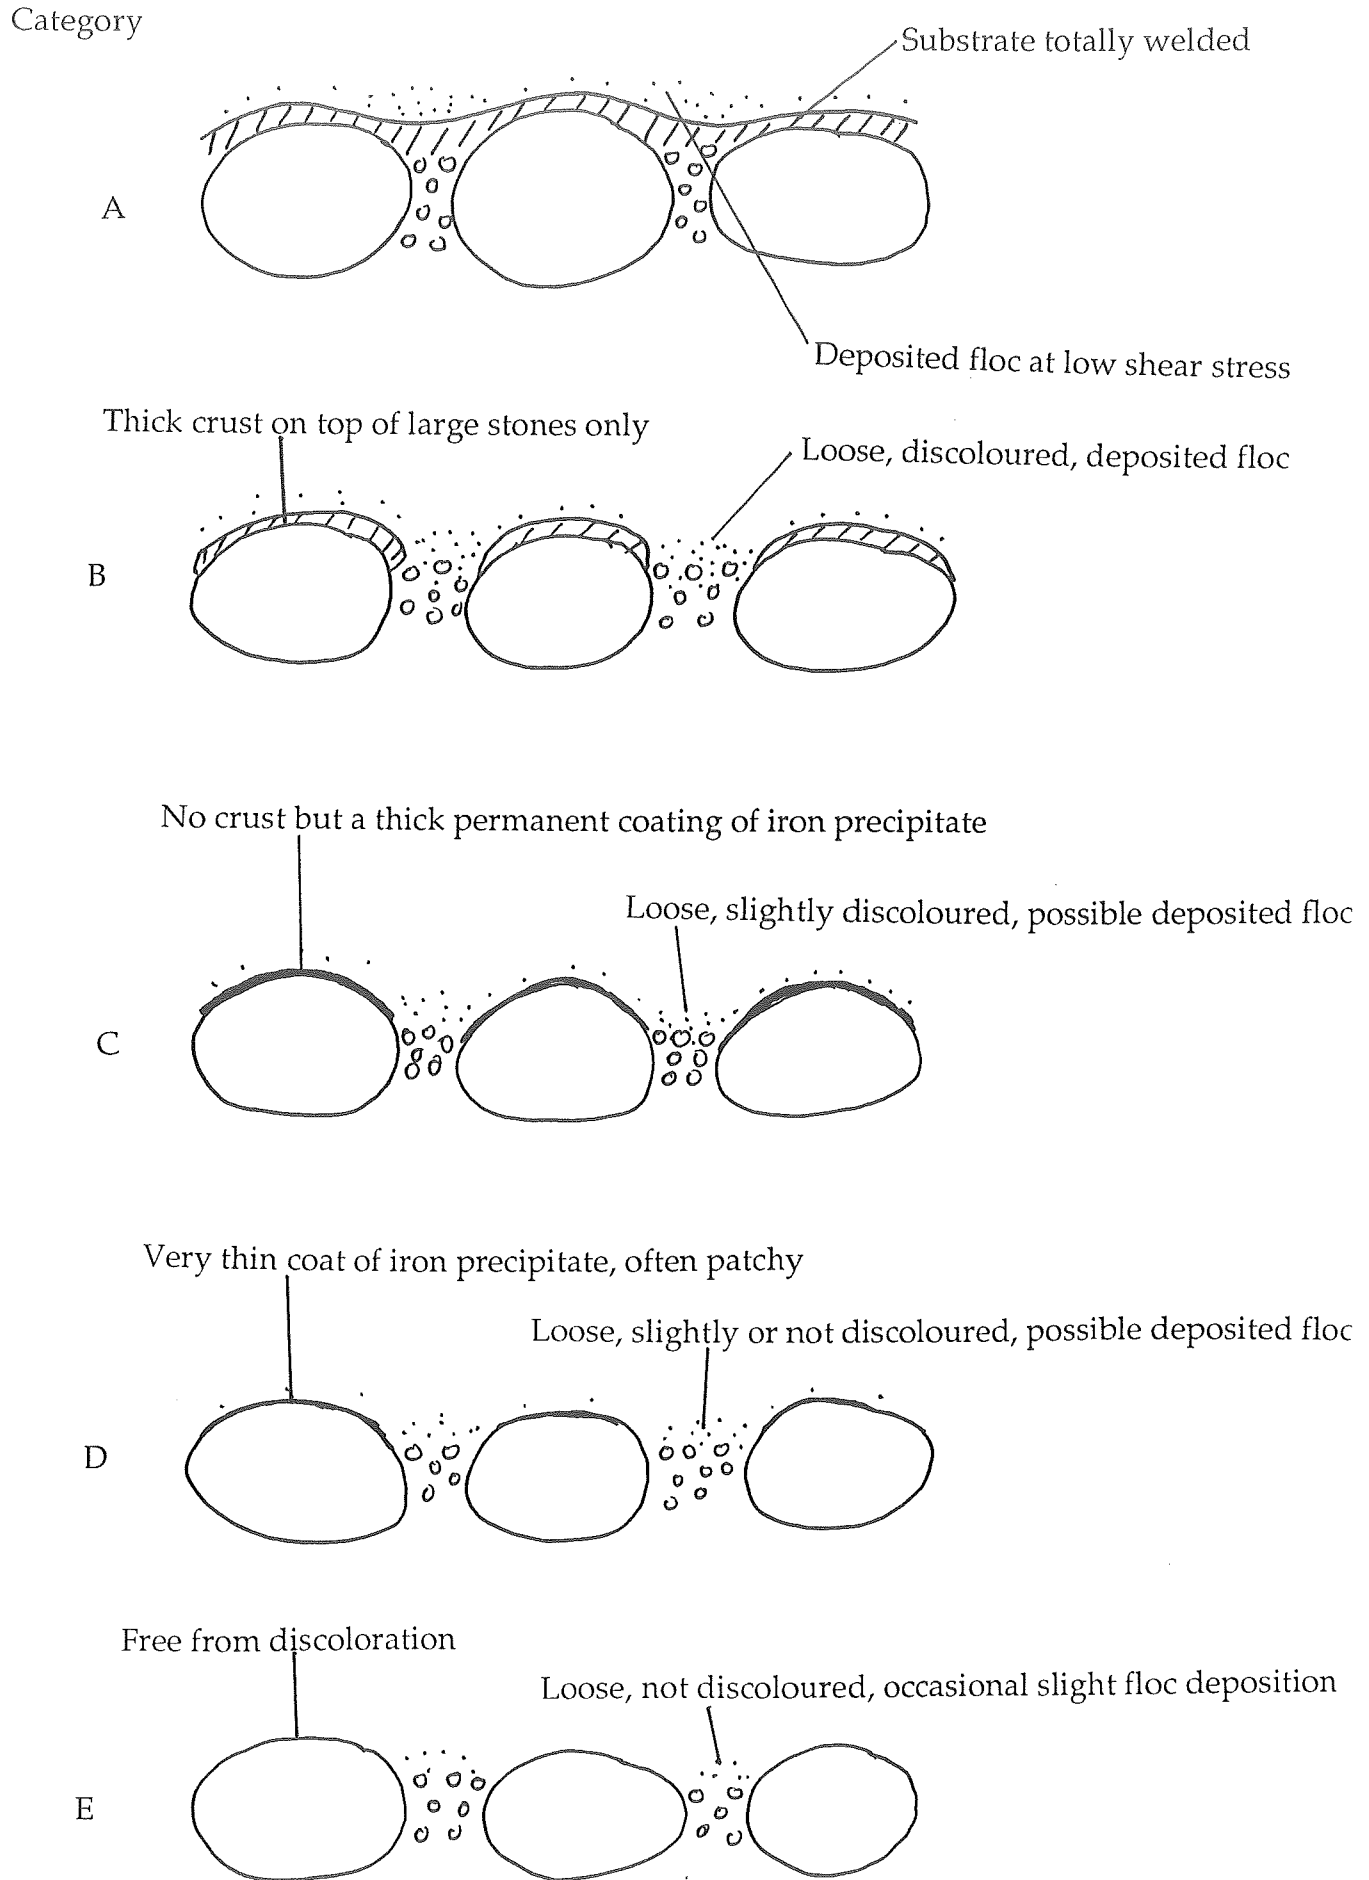 Category
Substrate totally welded
A
Deposited floc at low shear stress
Thick crust on top of large stones only
Loose, discoloured, deposited floc
B
No crust but a thick permanent coating of iron precipitate
Loose, slightly discoloured, possible deposited floc
C
Very thin coat of iron precipitate, often patchy
Loose, slightly or not discoloured, possible deposited floc
D
Free from discoloration
Loose, not discoloured, occasional slight floc deposition
E